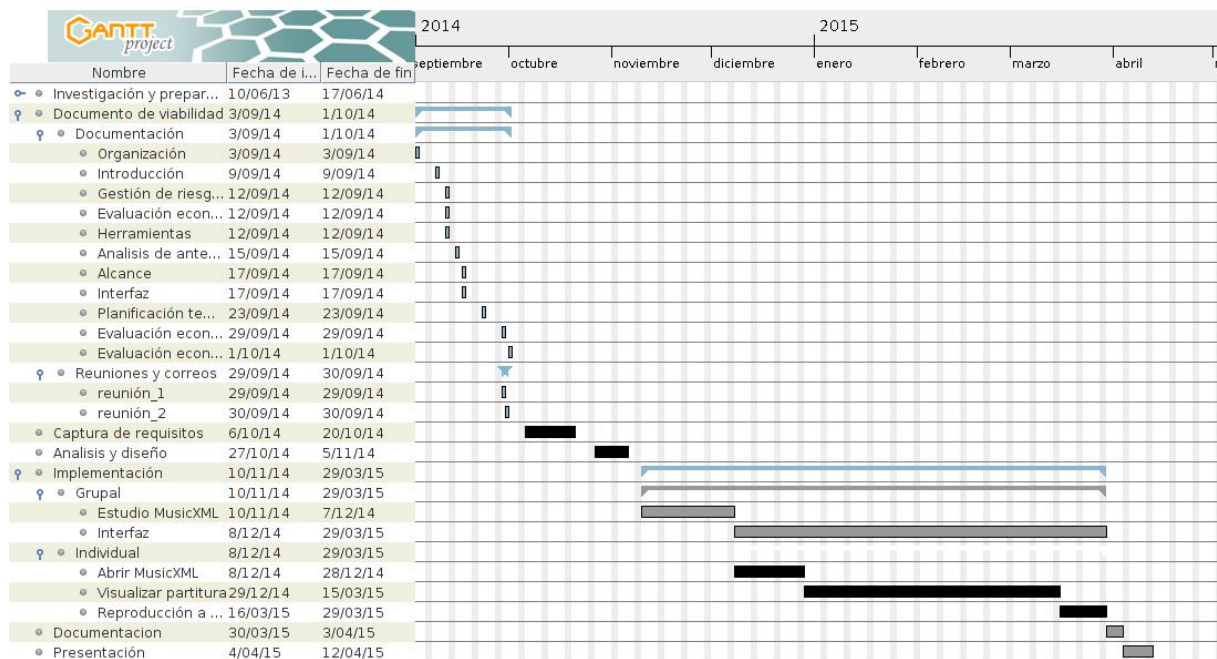 GANTT
project
2014 2015
septiembre octubre noviembre diciembre enero febrero marzo abril
Nombre Fecha de i... Fecha de fin
Investigación y prepar... 10/06/13 17/06/14
Documento de viabilidad 3/09/14 1/10/14
Documentación 3/09/14 1/10/14
Organización 3/09/14 3/09/14
Introducción 9/09/14 9/09/14
Gestión de riesg... 12/09/14 12/09/14
Evaluación econ... 12/09/14 12/09/14
Herramientas 12/09/14 12/09/14
Analisis de ante... 15/09/14 15/09/14
Alcance 17/09/14 17/09/14
Interfaz 17/09/14 17/09/14
Planificación te... 23/09/14 23/09/14
Evaluación econ... 29/09/14 29/09/14
Evaluación econ... 1/10/14 1/10/14
Reuniones y correos 29/09/14 30/09/14
reunión_1 29/09/14 29/09/14
reunión_2 30/09/14 30/09/14
Captura de requisitos 6/10/14 20/10/14
Analisis y diseño 27/10/14 5/11/14
Implementación 10/11/14 29/03/15
Grupal 10/11/14 29/03/15
Estudio MusicXML 10/11/14 7/12/14
Interfaz 8/12/14 29/03/15
Individual 8/12/14 29/03/15
Abrir MusicXML 8/12/14 28/12/14
Visualizar partitura 29/12/14 15/03/15
Reproducción a ... 16/03/15 29/03/15
Documentacion 30/03/15 3/04/15
Presentación 4/04/15 12/04/15